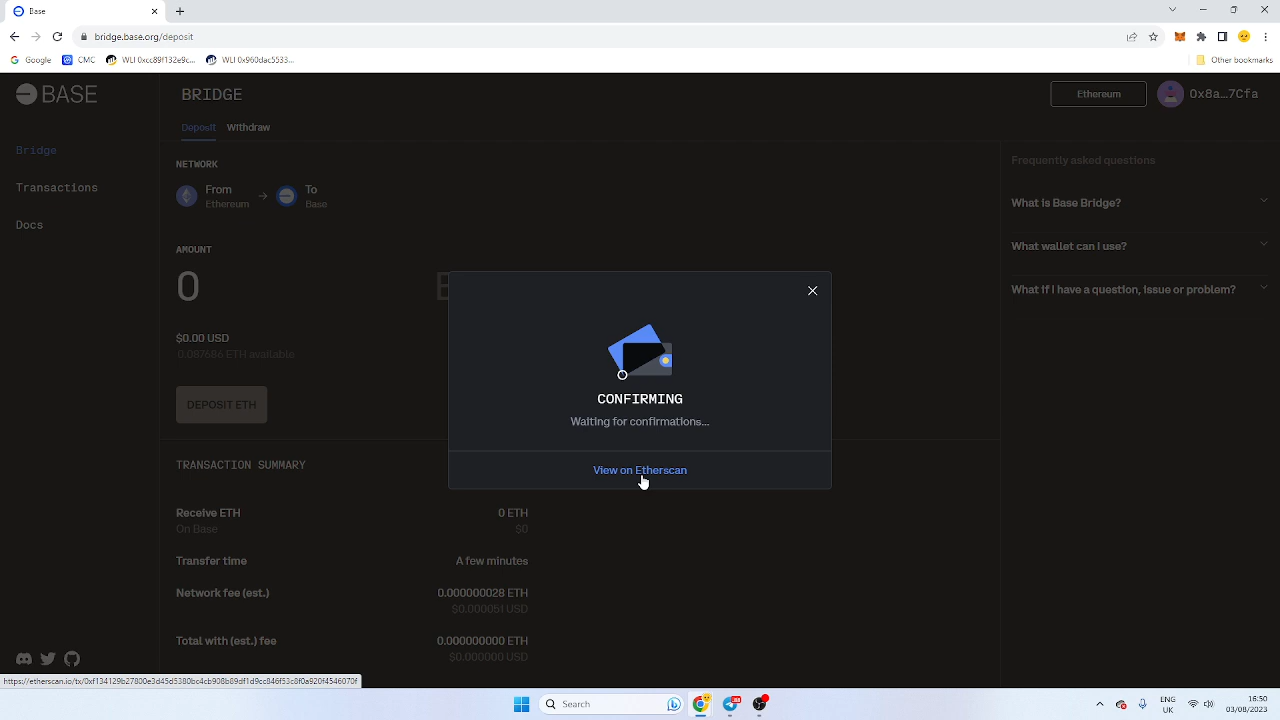 Base
bridge.base.org/deposit
Google CMC WLI 0xcc89f132e9c... WLI 0x960dac5533... Other bookmarks
BASE
BRIDGE
Ethereum
0x8a...7Cfa
Deposit Withdraw
Bridge
Transactions
Docs
NETWORK
From
Ethereum
To
Base
AMOUNT
0
E
$0.00 USD
0.087686 ETH available
DEPOSIT ETH
CONFIRMING
Waiting for confirmations...
View on Etherscan
TRANSACTION SUMMARY
Receive ETH 0 ETH
On Base $0
Transfer time A few minutes
Network fee (est.) 0.000000028 ETH
$0.000051 USD
Total with (est.) fee 0.000000000 ETH
$0.000000 USD
Frequently asked questions
What is Base Bridge?
What wallet can I use?
What if I have a question, issue or problem?
Search
ENG
UK
16:50
03/08/2023